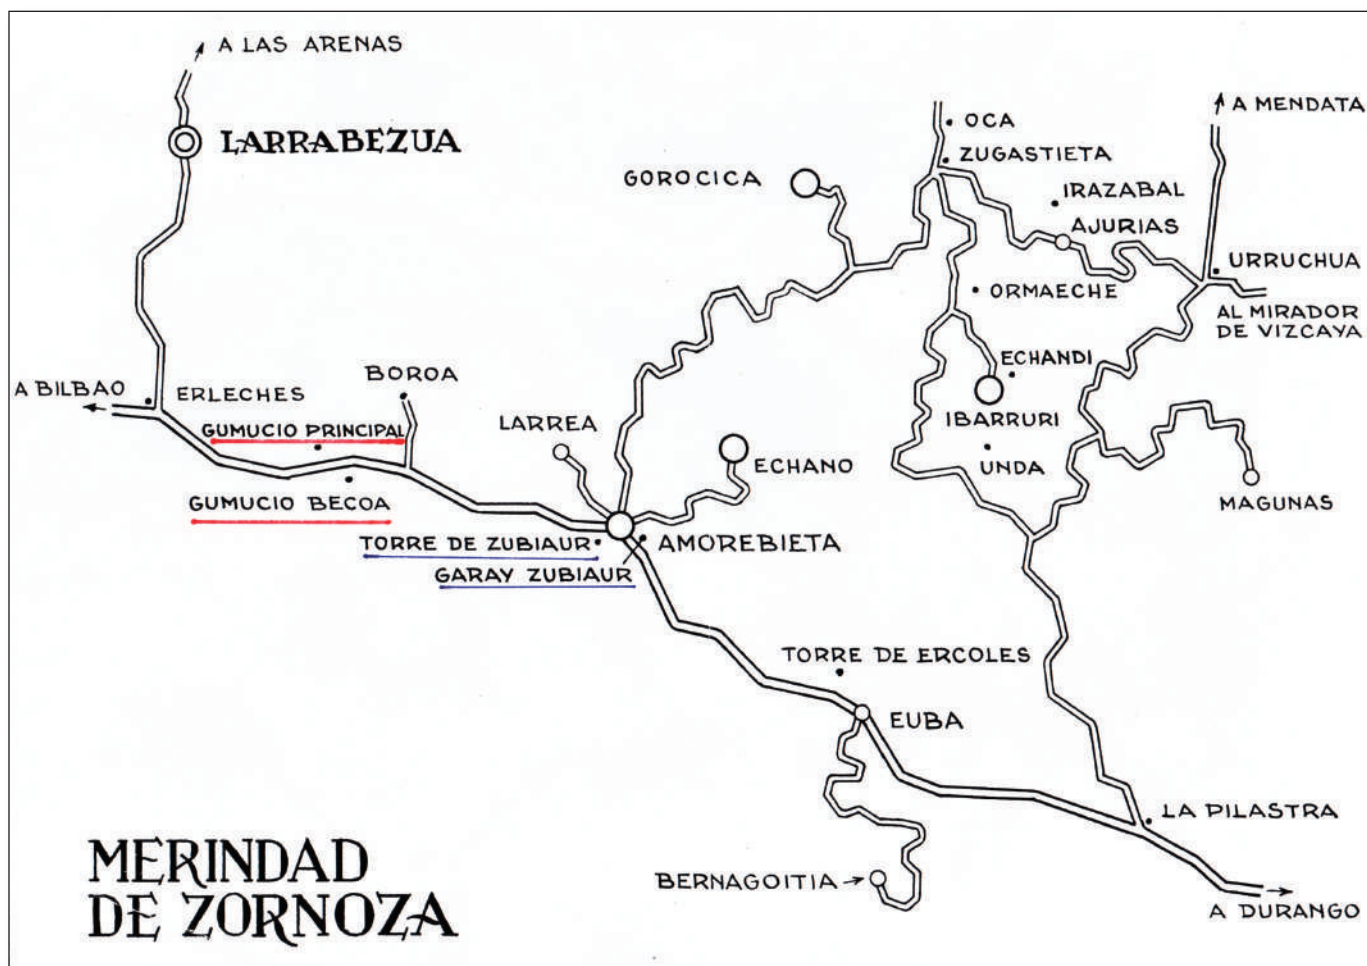 A LAS ARENAS
LARRABEZUA
A MENDATA
OCA
ZUGASTIETA
GOROCICA
IRAZABAL
AJURIAS
URRUCHUA
ORMAECHE
AL MIRADOR
DE VIZCAYA
ECHANDI
BOROA
A BILBAO
ERLECHES
IBARRURI
GUMUCIO PRINCIPAL
LARREA
ECHANO
UNDA
GUMUCIO BECOA
MAGUNAS
TORRE DE ZUBIAUR
AMOREBIETA
GARAY ZUBIAUR
TORRE DE ERCOLES
EUBA
LA PILASTRA
BERNAGOITIA
A DURANGO
MERINDAD
DE ZORNOZA